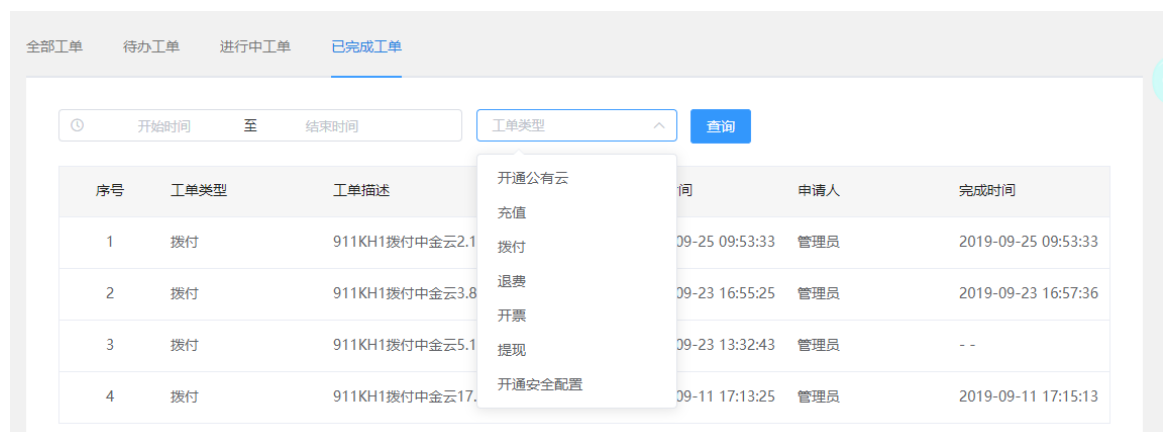 全部工单 待办工单 进行中工单 已完成工单
开始时间 至 结束时间 工单类型 查询
开通公有云
充值
拨付
退费
开票
提现
开通安全配置
序号 工单类型 工单描述 间 申请人 完成时间
1 拨付 911KH1拨付中金云2.1 09-25 09:53:33 管理员 2019-09-25 09:53:33
2 拨付 911KH1拨付中金云3.8 09-23 16:55:25 管理员 2019-09-23 16:57:36
3 拨付 911KH1拨付中金云5.1 09-23 13:32:43 管理员 - -
4 拨付 911KH1拨付中金云17. 09-11 17:13:25 管理员 2019-09-11 17:15:13